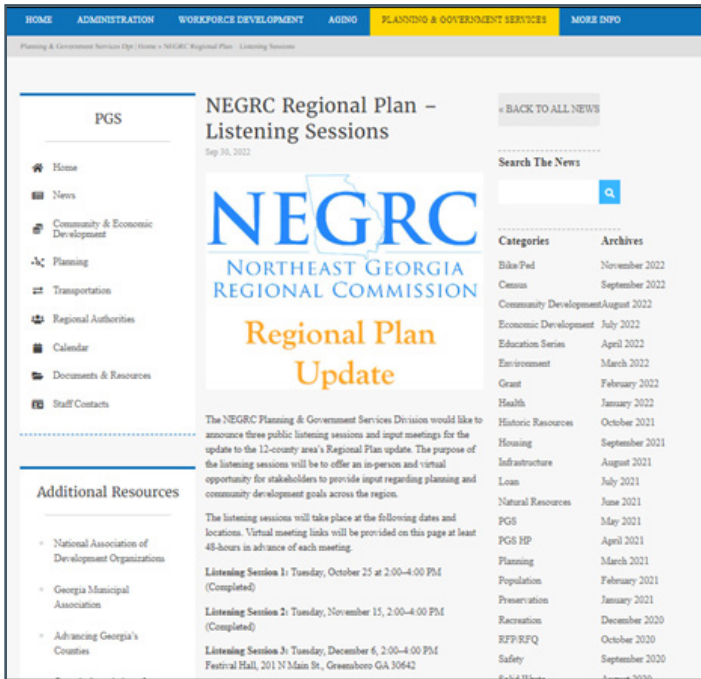 HOME ADMINISTRATION WORKFORCE DEVELOPMENT AGING PLANNING & GOVERNMENT SERVICES MORE INFO
Planning & Government Services Dpt | Home » NEGRC Regional Plan – Listening Sessions
PGS
Home
News
Community & Economic
Development
Planning
Transportation
Regional Authorities
Calendar
Documents & Resources
Staff Contacts
Additional Resources
National Association of
Development Organizations
Georgia Municipal
Association
Advancing Georgia's
Counties
NEGRC Regional Plan –
Listening Sessions
Sep 30, 2022
NEGRC
NORTHEAST GEORGIA
REGIONAL COMMISSION
Regional Plan
Update
The NEGRC Planning & Government Services Division would like to
announce three public listening sessions and input meetings for the
update to the 12-county area's Regional Plan update. The purpose of
the listening sessions will be to offer an in-person and virtual
opportunity for stakeholders to provide input regarding planning and
community development goals across the region.
The listening sessions will take place at the following dates and
locations. Virtual meeting links will be provided on this page at least
48-hours in advance of each meeting.
Listening Session 1: Tuesday, October 25 at 2:00–4:00 PM
(Completed)
Listening Session 2: Tuesday, November 15, 2:00–4:00 PM
(Completed)
Listening Session 3: Tuesday, December 6, 2:00–4:00 PM
Festival Hall, 201 N Main St., Greensboro GA 30642
« BACK TO ALL NEWS
Search The News
Categories
Bike/Ped
Census
Community Development
Economic Development
Education Series
Environment
Grant
Health
Historic Resources
Housing
Infrastructure
Loan
Natural Resources
PGS
PGS HP
Planning
Population
Preservation
Recreation
RFP/RFQ
Safety
Solid Waste
Archives
November 2022
September 2022
August 2022
July 2022
April 2022
March 2022
February 2022
January 2022
October 2021
September 2021
August 2021
July 2021
June 2021
May 2021
April 2021
March 2021
February 2021
January 2021
December 2020
October 2020
September 2020
August 2020